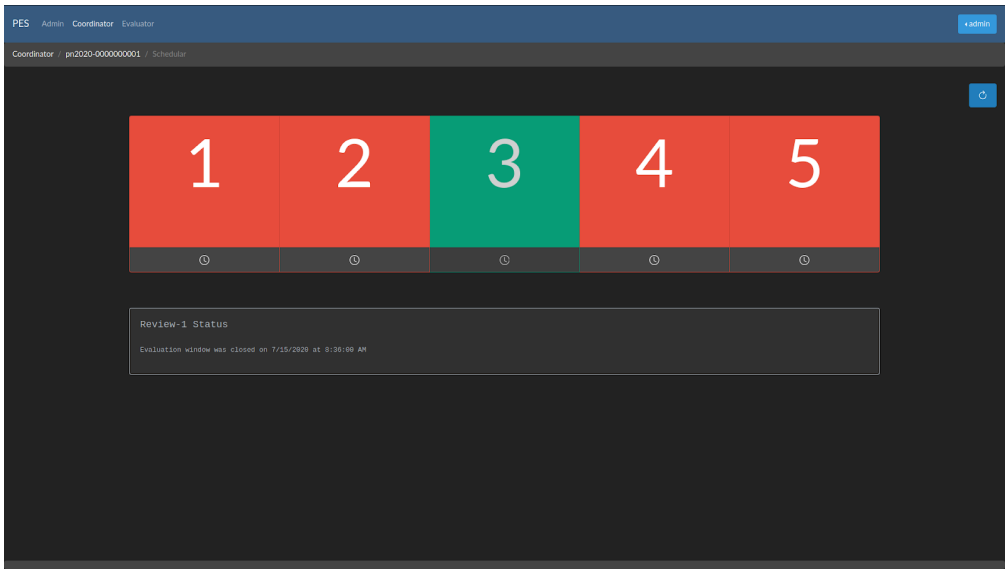 PES Admin Coordinator Evaluator admin
Coordinator / pn2020-0000000001 / Schedular
1 2 3 4 5
Review-1 Status
Evaluation window was closed on 7/15/2020 at 8:36:00 AM